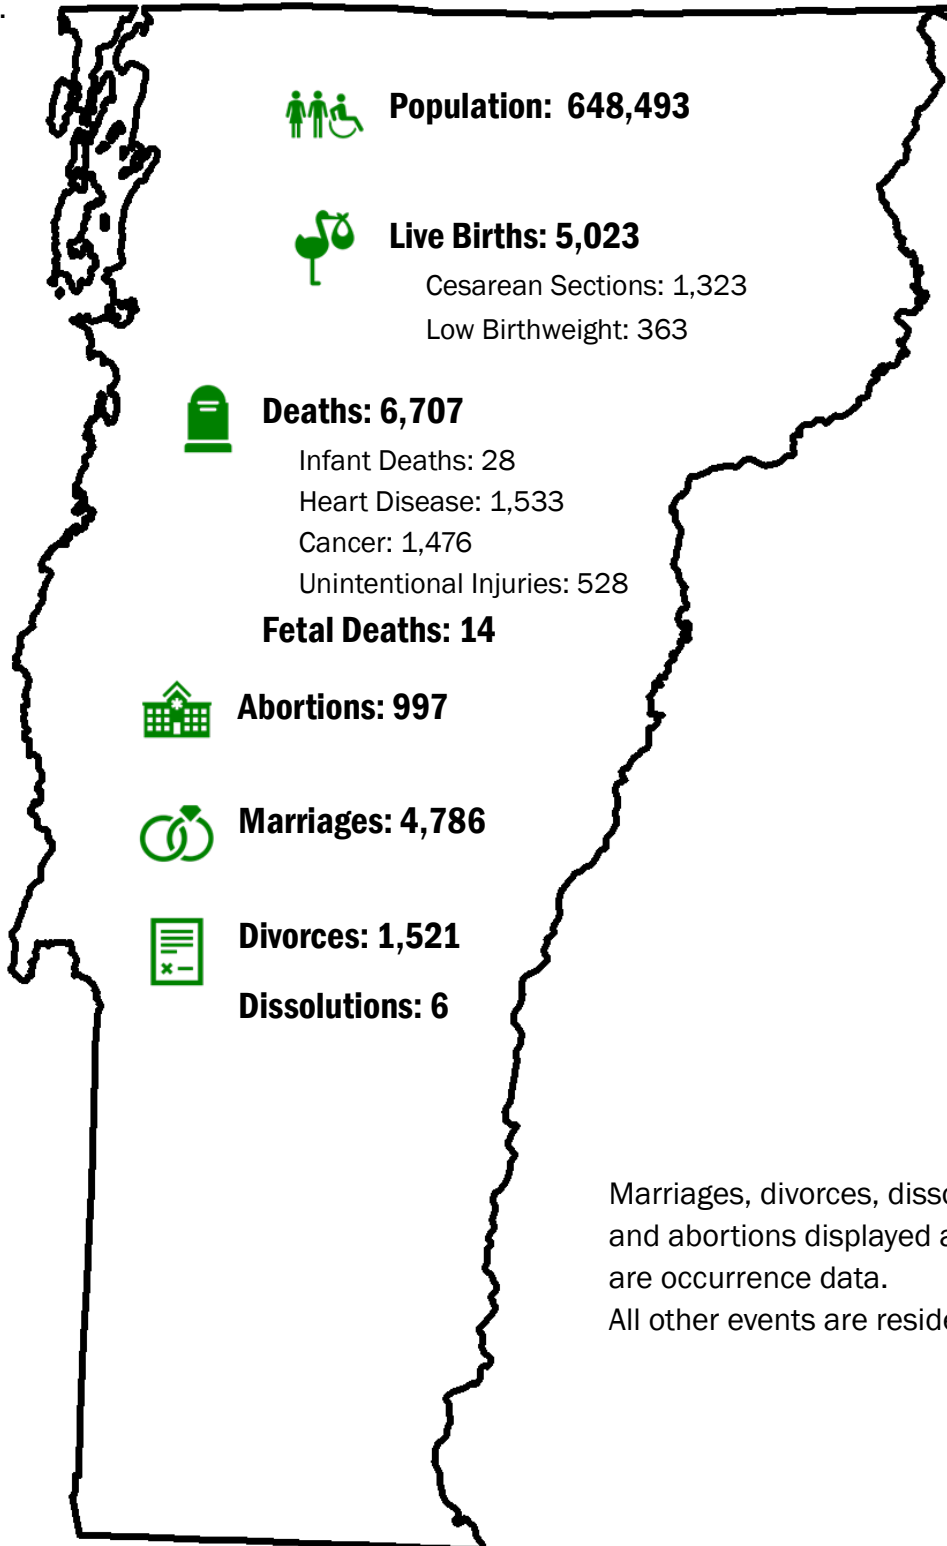 Population: 648,493
Live Births: 5,023
Cesarean Sections: 1,323
Low Birthweight: 363
Deaths: 6,707
Infant Deaths: 28
Heart Disease: 1,533
Cancer: 1,476
Unintentional Injuries: 528
Fetal Deaths: 14
Abortions: 997
Marriages: 4,786
Divorces: 1,521
Dissolutions: 6
Marriages, divorces,
and abortions displayed
are occurrence data.
All other events are